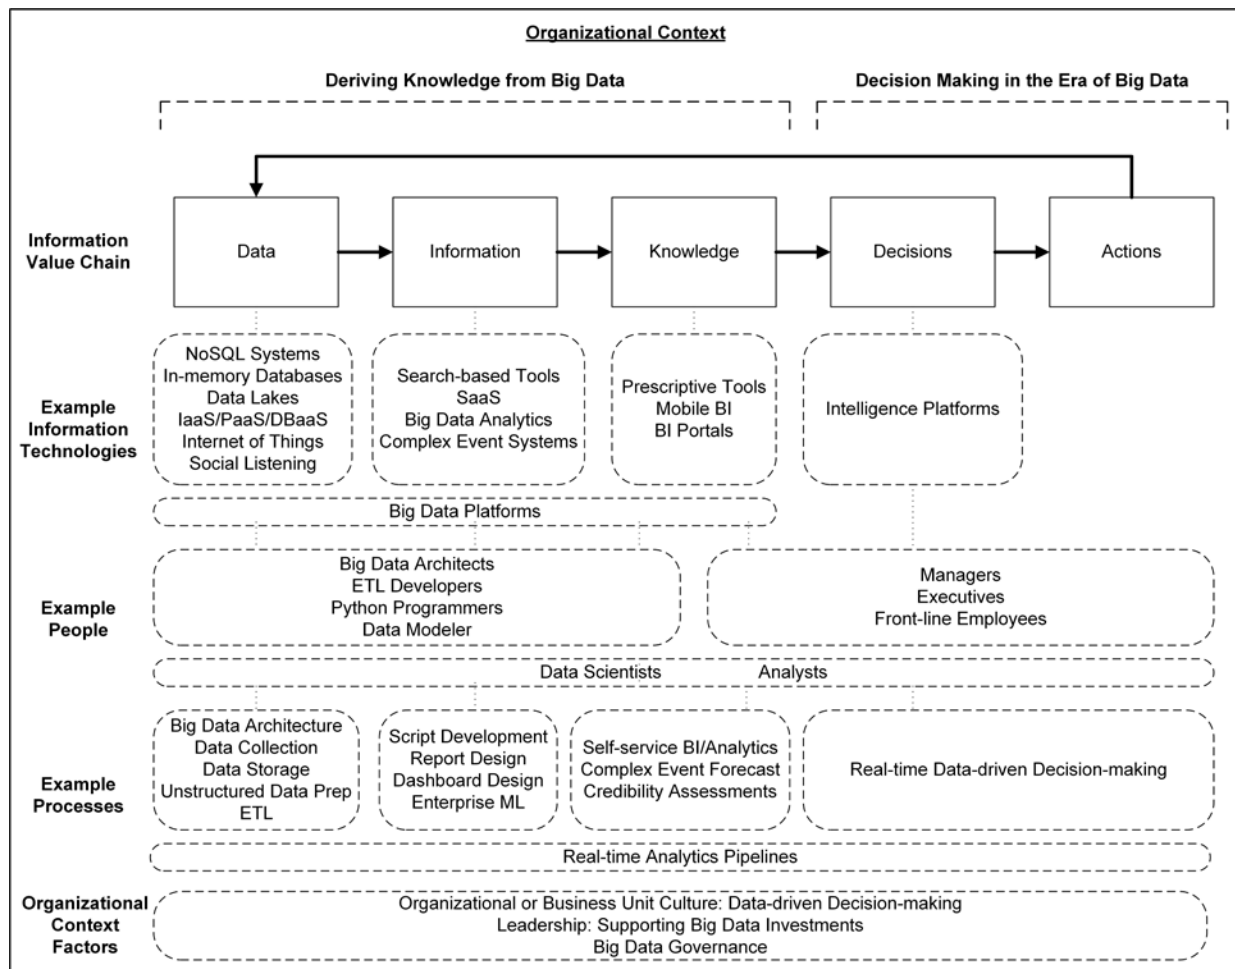 Organizational Context
Deriving Knowledge from Big Data
Decision Making in the Era of Big Data
Information
Value Chain
Data
Information
Knowledge
Decisions
Actions
Example
Information
Technologies
NoSQL Systems
In-memory Databases
Data Lakes
IaaS/PaaS/DBaaS
Internet of Things
Social Listening
Search-based Tools
SaaS
Big Data Analytics
Complex Event Systems
Prescriptive Tools
Mobile BI
BI Portals
Intelligence Platforms
Big Data Platforms
Example
People
Big Data Architects
ETL Developers
Python Programmers
Data Modeler
Managers
Executives
Front-line Employees
Data Scientists
Analysts
Example
Processes
Big Data Architecture
Data Collection
Data Storage
Unstructured Data Prep
ETL
Script Development
Report Design
Dashboard Design
Enterprise ML
Self-service BI/Analytics
Complex Event Forecast
Credibility Assessments
Real-time Data-driven Decision-making
Real-time Analytics Pipelines
Organizational
Context
Factors
Organizational or Business Unit Culture: Data-driven Decision-making
Leadership: Supporting Big Data Investments
Big Data Governance